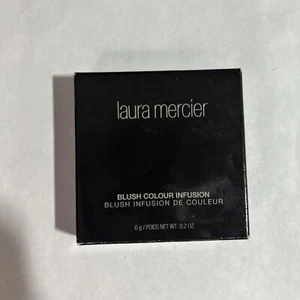 laura mercier
BLUSH COLOUR INFUSION
BLUSH INFUSION DE COULEUR
6 g / POIDS NET WT. 0.2 OZ.